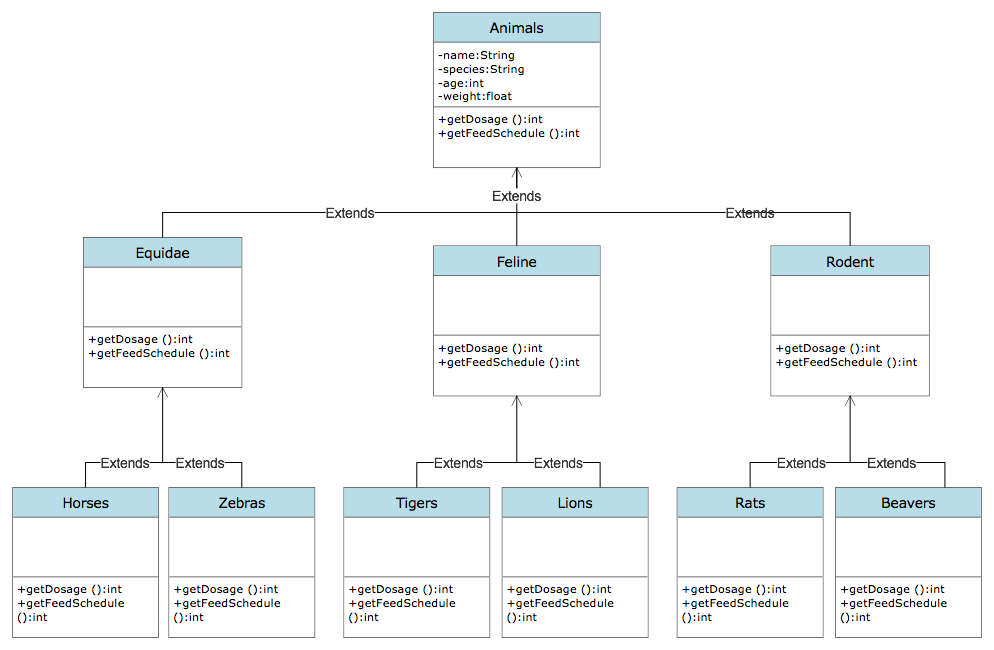 Animals
-name:String
-species:String
-age:int
-weight:float
+getDosage ():int
+getFeedSchedule ():int
Extends
Extends
Extends
Equidae
+getDosage ():int
+getFeedSchedule ():int
Feline
+getDosage ():int
+getFeedSchedule ():int
Rodent
+getDosage ():int
+getFeedSchedule ():int
Extends
Extends
Extends
Extends
Extends
Extends
Horses
+getDosage ():int
+getFeedSchedule
():int
Zebras
+getDosage ():int
+getFeedSchedule
():int
Tigers
+getDosage ():int
+getFeedSchedule
():int
Lions
+getDosage ():int
+getFeedSchedule
():int
Rats
+getDosage ():int
+getFeedSchedule
():int
Beavers
+getDosage ():int
+getFeedSchedule
():int